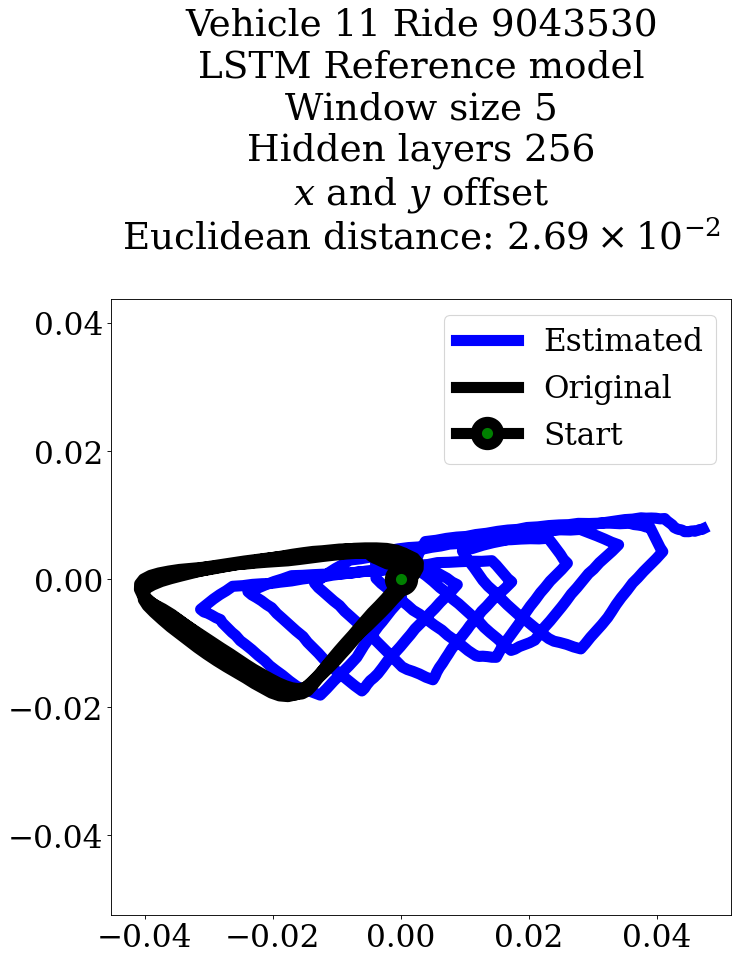 Vehicle 11 Ride 9043530
LSTM Reference model
Window size 5
Hidden layers 256
x and y offset
Euclidean distance: 2.69 × 10⁻²
0.04
0.02
0.00
−0.02
−0.04
Estimated
Original
Start
−0.04 −0.02 0.00 0.02 0.04